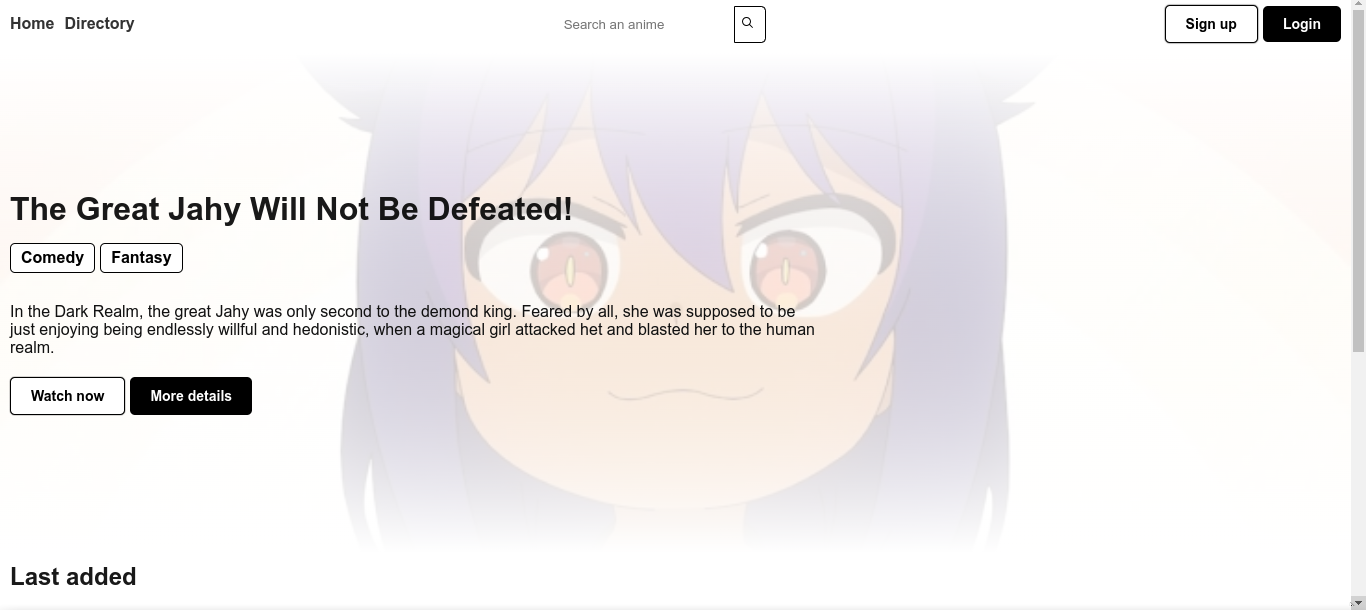 Home Directory Search an anime Sign up Login
The Great Jahy Will Not Be Defeated!
Comedy Fantasy
In the Dark Realm, the great Jahy was only second to the demond king. Feared by all, she was supposed to be
just enjoying being endlessly willful and hedonistic, when a magical girl attacked het and blasted her to the human
realm.
Watch now More details
Last added